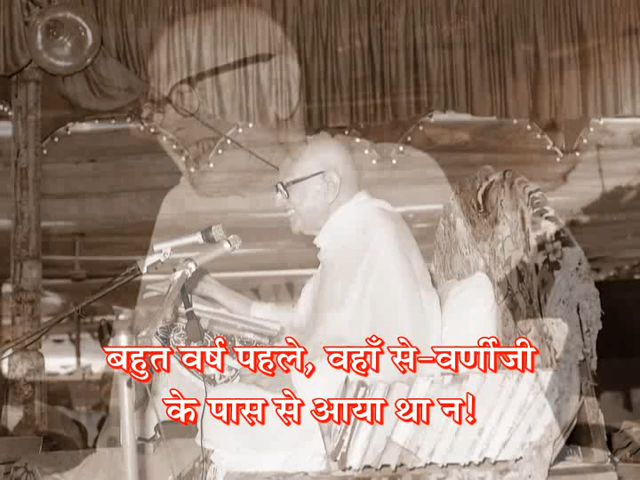 बहुत वर्ष पहले, वहाँ से-वर्णीजी
के पास से आया था न!